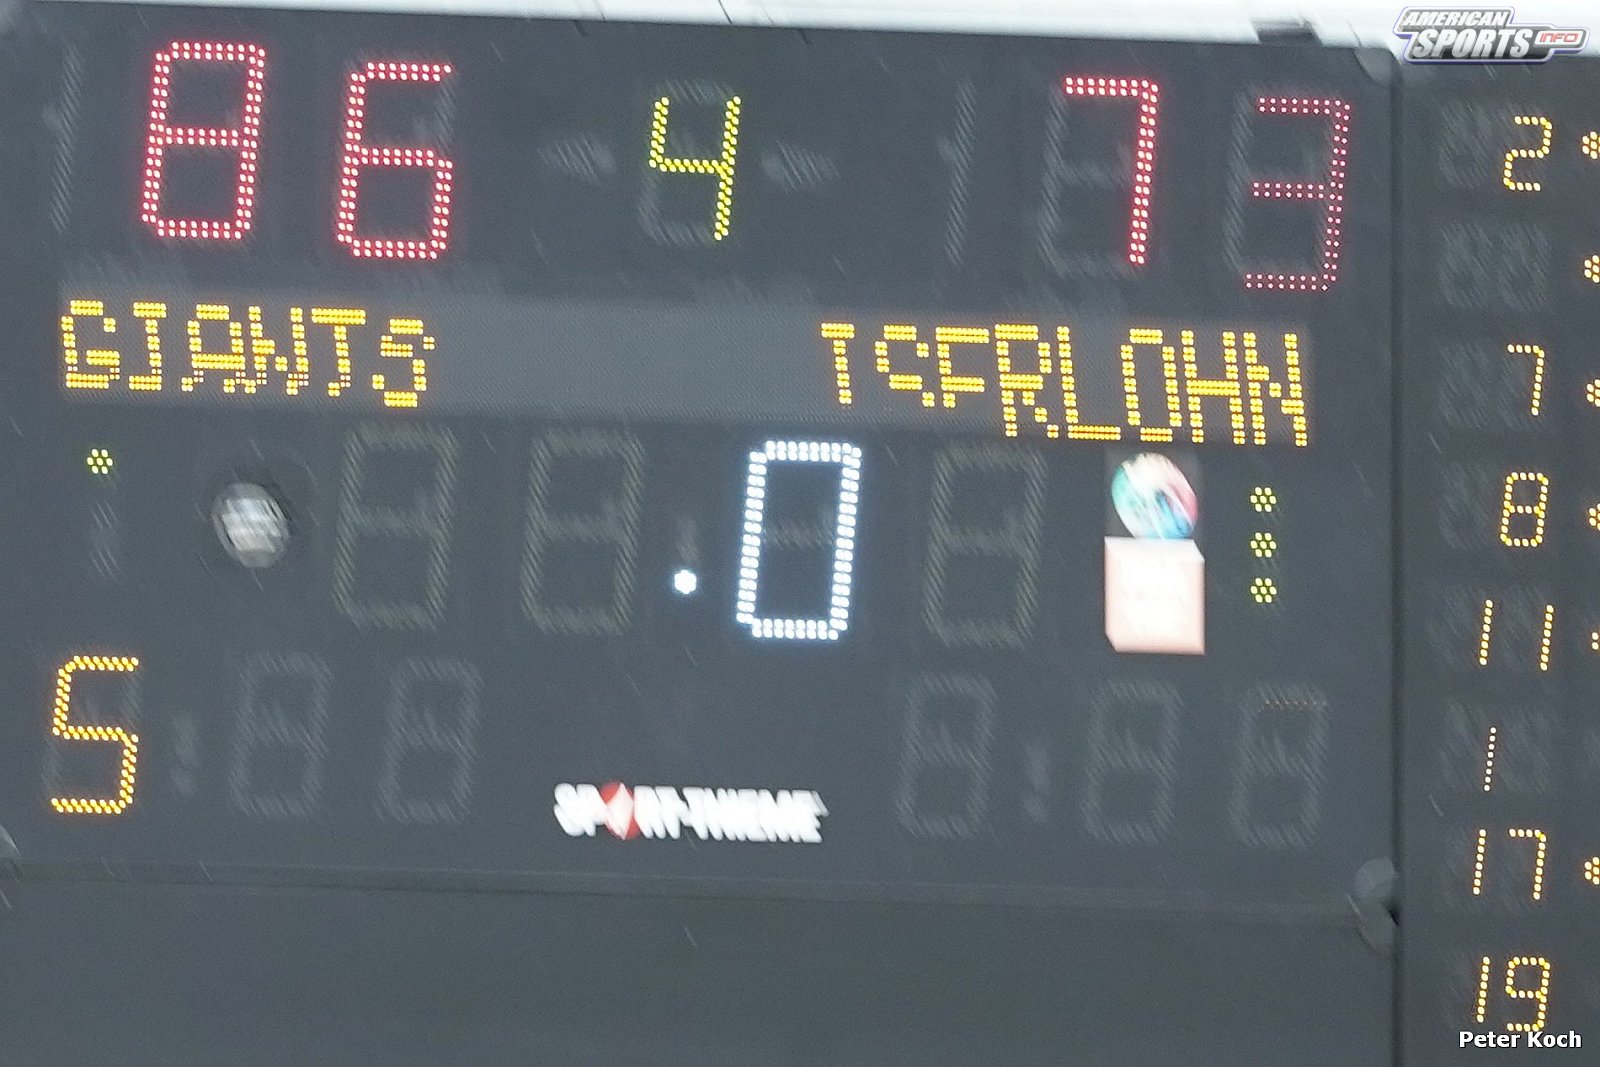 AMERICAN
SPORTS INFO
86 4 73
GIANTS ISERLOHN
.0
5
SPORT-THIEME
2
7
8
11
1
17
19
Peter Koch